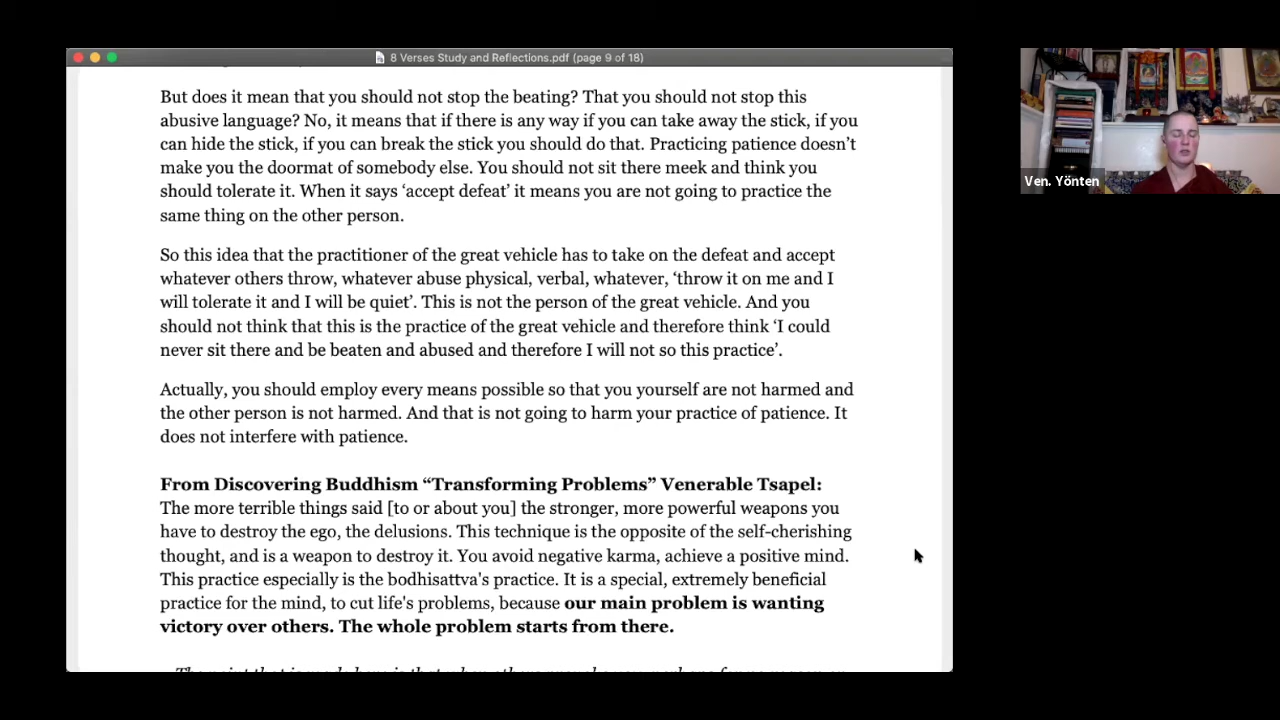 8 Verses Study and Reflections.pdf (page 9 of 18)
But does it mean that you should not stop the beating? That you should not stop this
abusive language? No, it means that if there is any way if you can take away the stick, if you
can hide the stick, if you can break the stick you should do that. Practicing patience doesn't
make you the doormat of somebody else. You should not sit there meek and think you
should tolerate it. When it says ‘accept defeat’ it means you are not going to practice the
same thing on the other person.
So this idea that the practitioner of the great vehicle has to take on the defeat and accept
whatever others throw, whatever abuse physical, verbal, whatever, ‘throw it on me and I
will tolerate it and I will be quiet’. This is not the person of the great vehicle. And you
should not think that this is the practice of the great vehicle and therefore think ‘I could
never sit there and be beaten and abused and therefore I will not so this practice’.
Actually, you should employ every means possible so that you yourself are not harmed and
the other person is not harmed. And that is not going to harm your practice of patience. It
does not interfere with patience.
From Discovering Buddhism “Transforming Problems” Venerable Tsapel:
The more terrible things said [to or about you] the stronger, more powerful weapons you
have to destroy the ego, the delusions. This technique is the opposite of the self-cherishing
thought, and is a weapon to destroy it. You avoid negative karma, achieve a positive mind.
This practice especially is the bodhisattva's practice. It is a special, extremely beneficial
practice for the mind, to cut life's problems, because our main problem is wanting
victory over others. The whole problem starts from there.
Ven. Yönten